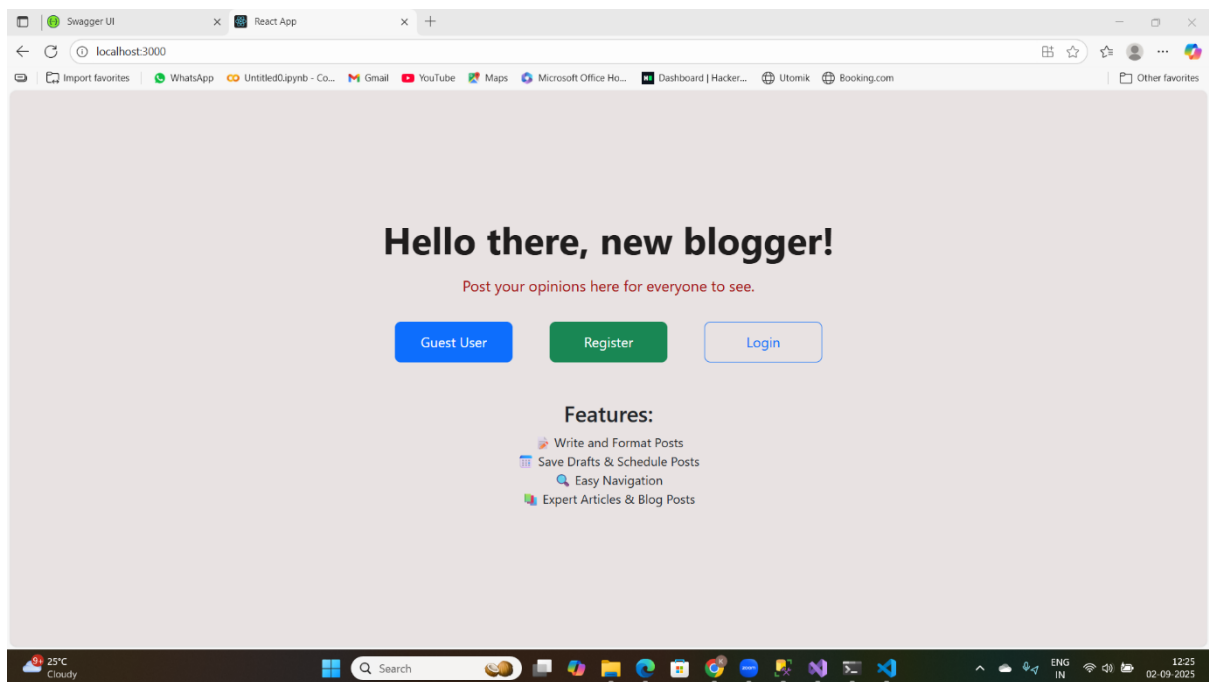 Swagger UI
React App
localhost:3000
Import favorites
WhatsApp
Untitled0.ipynb - Co...
Gmail
YouTube
Maps
Microsoft Office Ho...
Dashboard | Hacker...
Utomik
Booking.com
Other favorites
Hello there, new blogger!
Post your opinions here for everyone to see.
Guest User
Register
Login
Features:
Write and Format Posts
Save Drafts & Schedule Posts
Easy Navigation
Expert Articles & Blog Posts
9+
25°C
Cloudy
Search
zoom
ENG
IN
12:25
02-09-2025